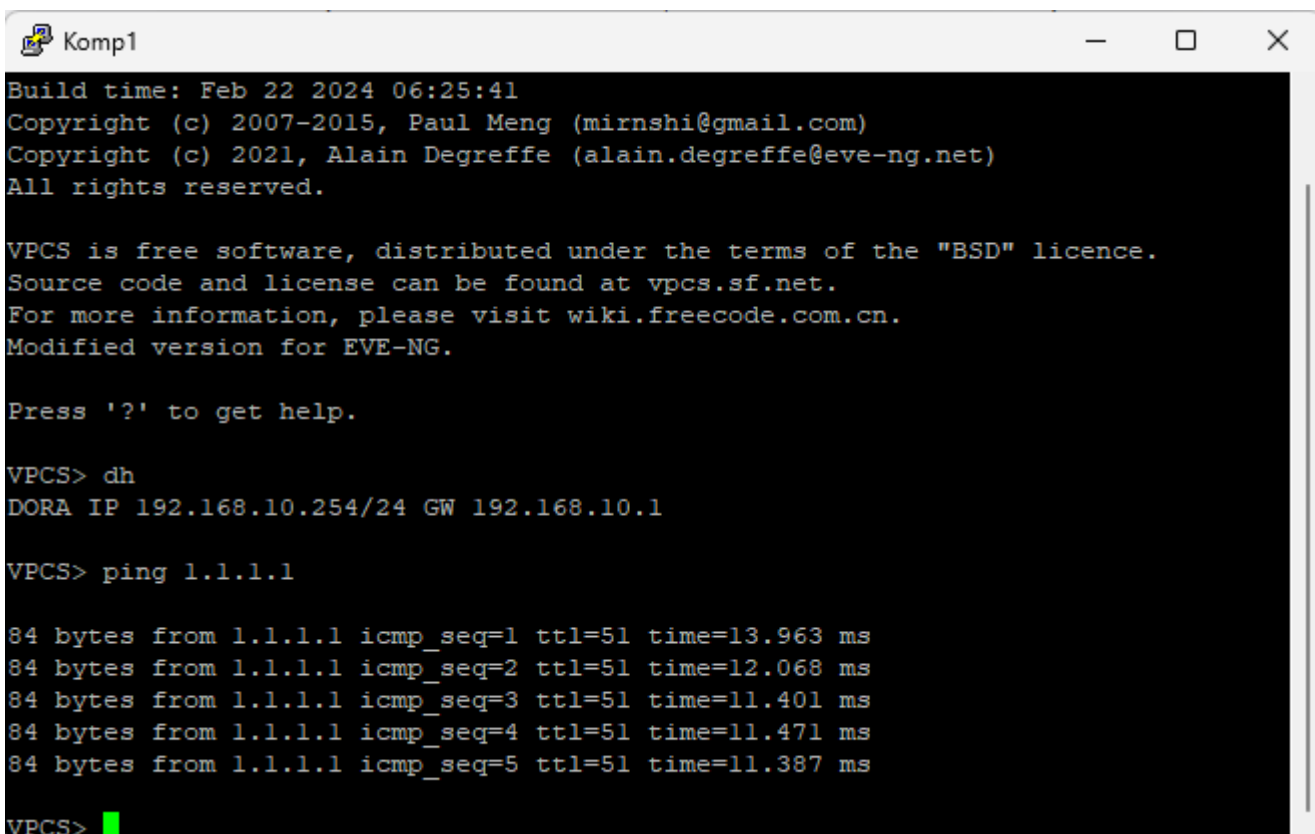 Komp1
Build time: Feb 22 2024 06:25:41
Copyright (c) 2007-2015, Paul Meng (mirnshi@gmail.com)
Copyright (c) 2021, Alain Degreffe (alain.degreffe@eve-ng.net)
All rights reserved.
VPCS is free software, distributed under the terms of the "BSD" licence.
Source code and license can be found at vpcs.sf.net.
For more information, please visit wiki.freecode.com.cn.
Modified version for EVE-NG.
Press '?' to get help.
VPCS> dh
DORA IP 192.168.10.254/24 GW 192.168.10.1
VPCS> ping 1.1.1.1
84 bytes from 1.1.1.1 icmp_seq=1 ttl=51 time=13.963 ms
84 bytes from 1.1.1.1 icmp_seq=2 ttl=51 time=12.068 ms
84 bytes from 1.1.1.1 icmp_seq=3 ttl=51 time=11.401 ms
84 bytes from 1.1.1.1 icmp_seq=4 ttl=51 time=11.471 ms
84 bytes from 1.1.1.1 icmp_seq=5 ttl=51 time=11.387 ms
VPCS>